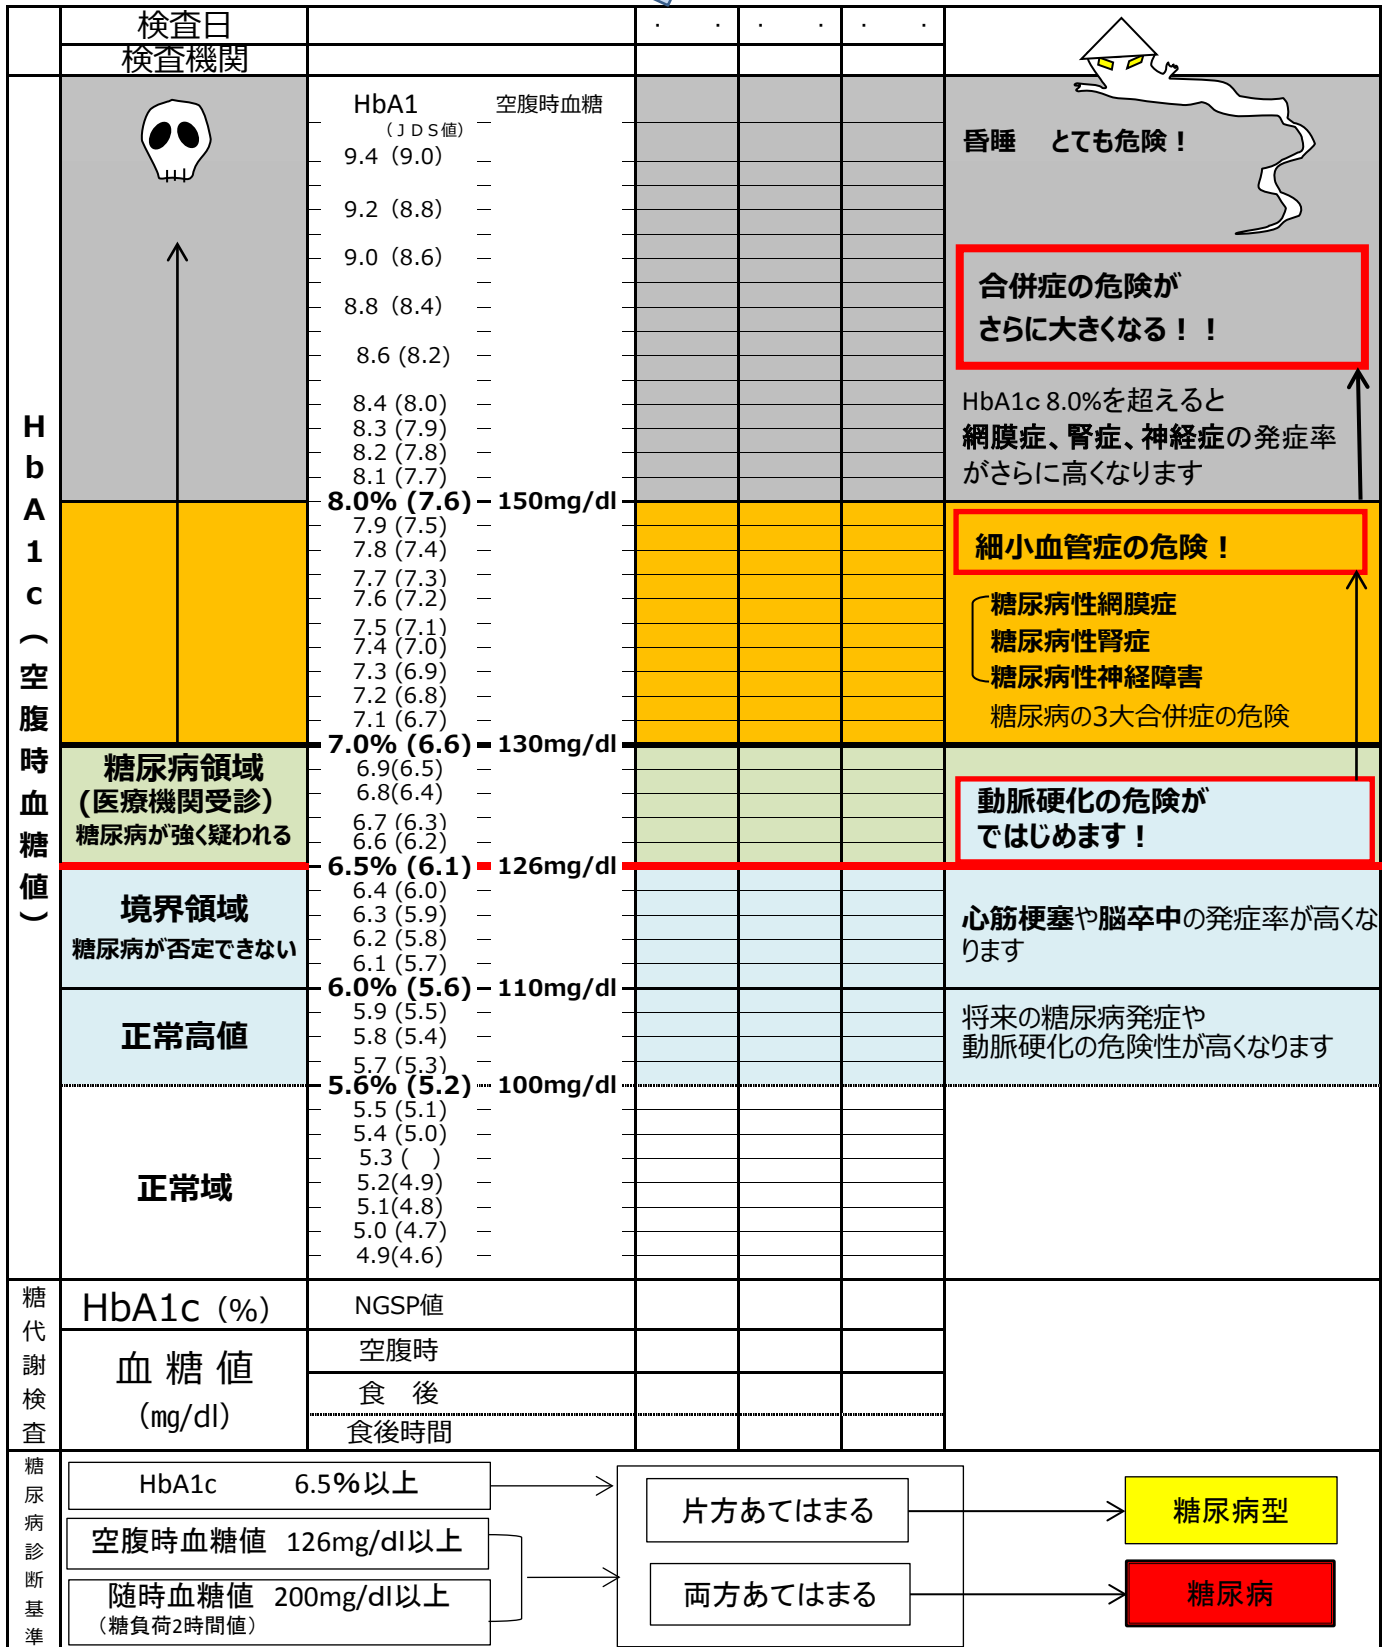 検査日
検査機関
. . . . . .
HbA1c(空腹時血糖値)
HbA1 空腹時血糖
(JDS値)
9.4 (9.0)
9.2 (8.8)
9.0 (8.6)
8.8 (8.4)
8.6 (8.2)
8.4 (8.0)
8.3 (7.9)
8.2 (7.8)
8.1 (7.7)
8.0% (7.6) 150mg/dl
7.9 (7.5)
7.8 (7.4)
7.7 (7.3)
7.6 (7.2)
7.5 (7.1)
7.4 (7.0)
7.3 (6.9)
7.2 (6.8)
7.1 (6.7)
7.0% (6.6) 130mg/dl
6.9(6.5)
6.8(6.4)
6.7 (6.3)
6.6 (6.2)
6.5% (6.1) 126mg/dl
6.4 (6.0)
6.3 (5.9)
6.2 (5.8)
6.1 (5.7)
6.0% (5.6) 110mg/dl
5.9 (5.5)
5.8 (5.4)
5.7 (5.3)
5.6% (5.2) 100mg/dl
5.5 (5.1)
5.4 (5.0)
5.3 ( )
5.2(4.9)
5.1(4.8)
5.0 (4.7)
4.9(4.6)
糖尿病領域
(医療機関受診)
糖尿病が強く疑われる
境界領域
糖尿病が否定できない
正常高値
正常域
昏睡 とても危険!
合併症の危険が
さらに大きくなる!!
HbA1c 8.0%を超えると
網膜症、腎症、神経症の発症率
がさらに高くなります
細小血管症の危険!
糖尿病性網膜症
糖尿病性腎症
糖尿病性神経障害
糖尿病の3大合併症の危険
動脈硬化の危険が
ではじめます!
心筋梗塞や脳卒中の発症率が高くな
ります
将来の糖尿病発症や
動脈硬化の危険性が高くなります
糖代謝検査
HbA1c (%) NGSP値
血糖値
(mg/dl)
空腹時
食 後
食後時間
糖尿病診断基準
HbA1c 6.5%以上
空腹時血糖値 126mg/dl以上
随時血糖値 200mg/dl以上
(糖負荷2時間値)
片方あてはまる
両方あてはまる
糖尿病型
糖尿病